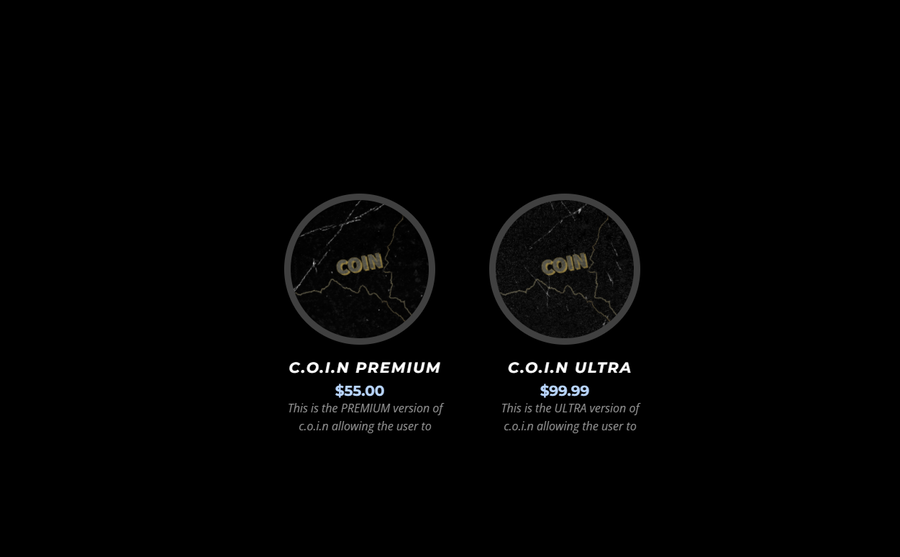 COIN
C.O.I.N PREMIUM
$55.00
This is the PREMIUM version of
c.o.i.n allowing the user to
COIN
C.O.I.N ULTRA
$99.99
This is the ULTRA version of
c.o.i.n allowing the user to